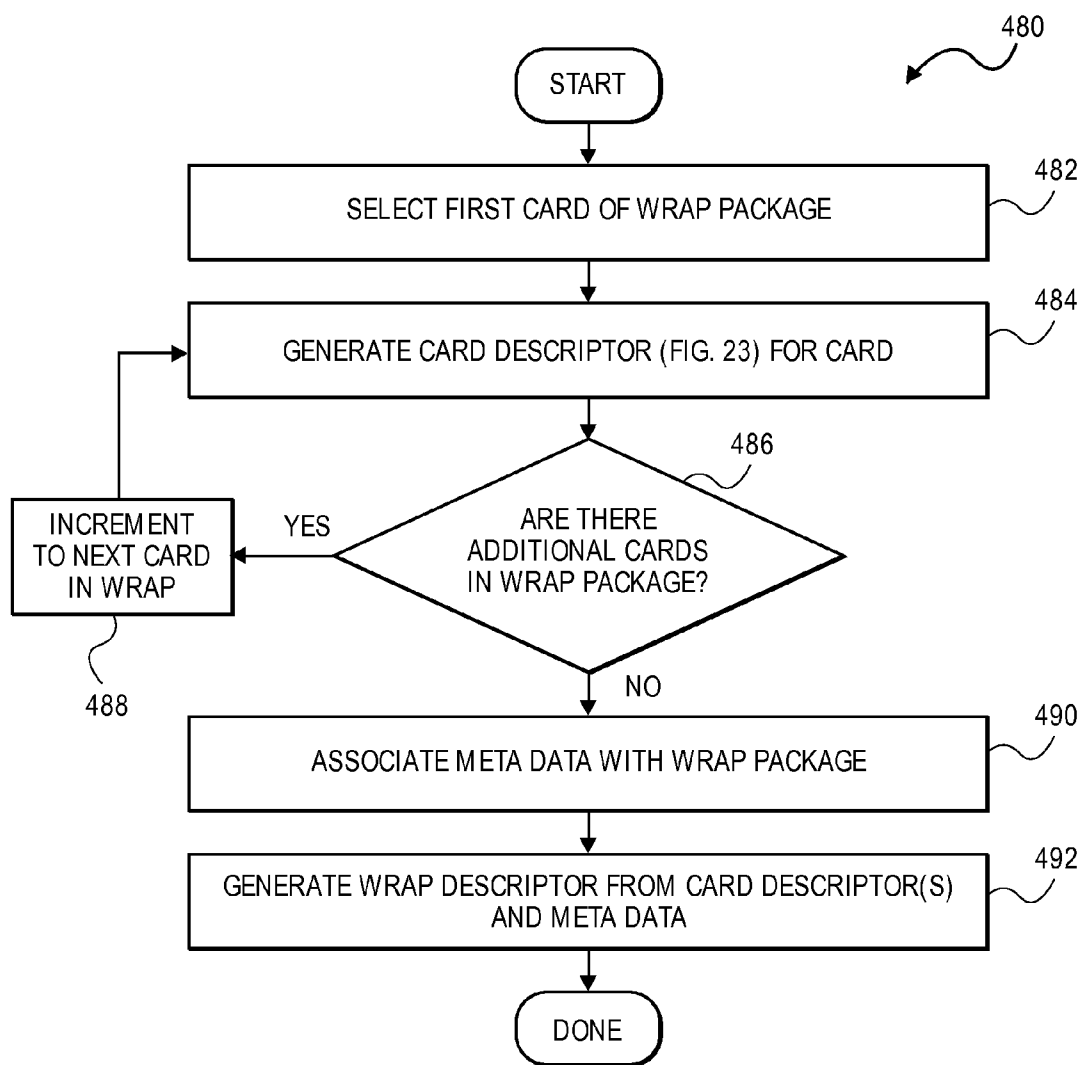 480
START
482
SELECT FIRST CARD OF WRAP PACKAGE
484
GENERATE CARD DESCRIPTOR (FIG. 23) FOR CARD
486
ARE THERE
ADDITIONAL CARDS
IN WRAP PACKAGE?
YES
INCREMENT
TO NEXT CARD
IN WRAP
488
NO
490
ASSOCIATE META DATA WITH WRAP PACKAGE
492
GENERATE WRAP DESCRIPTOR FROM CARD DESCRIPTOR(S)
AND META DATA
DONE